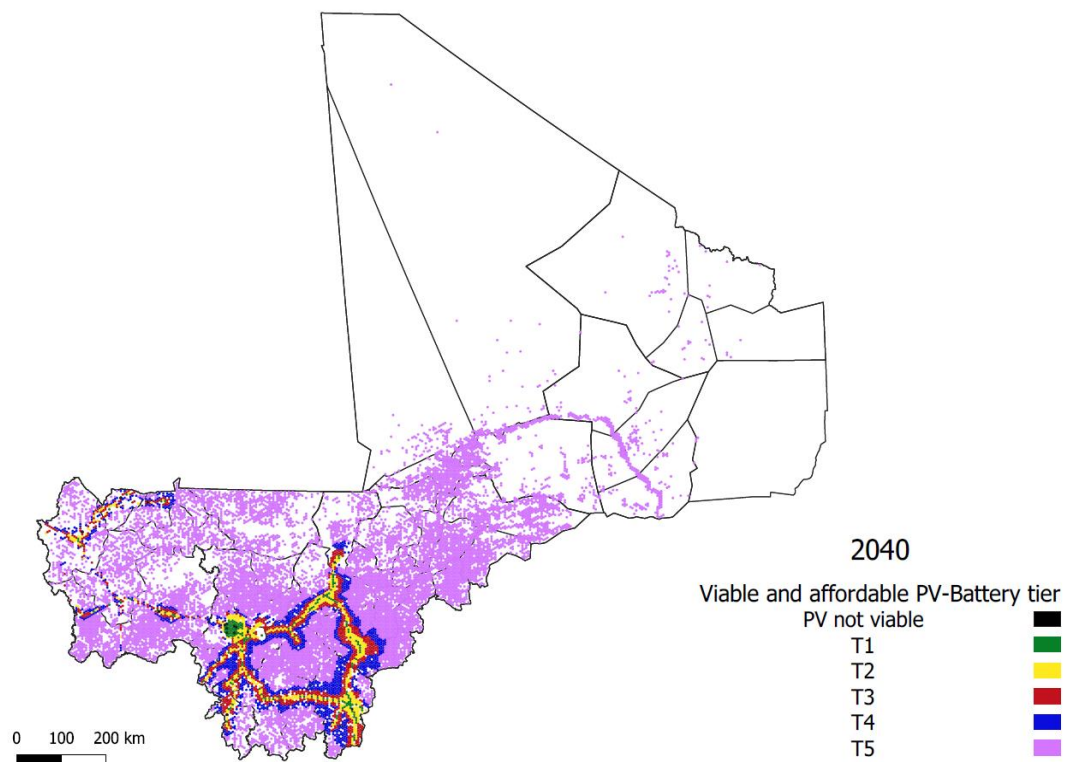 2040
Viable and affordable PV-Battery tier
PV not viable
T1
T2
T3
T4
T5
0 100 200 km